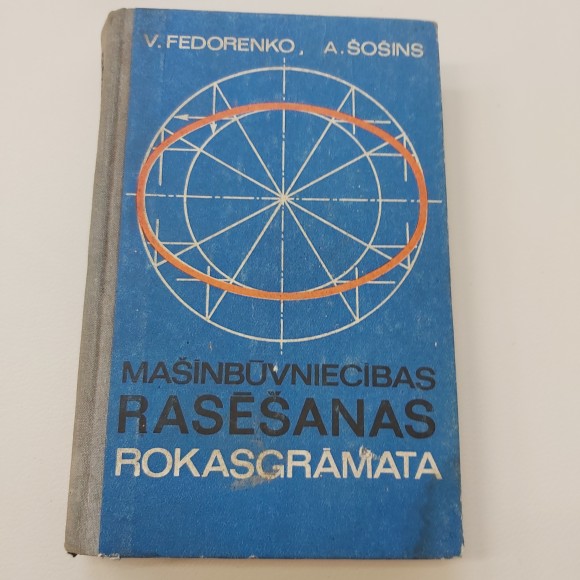 V. FEDORENKO, A. ŠOŠINS
MAŠĪNBŪVNIECĪBAS
RASĒŠANAS
ROKASGRĀMATA